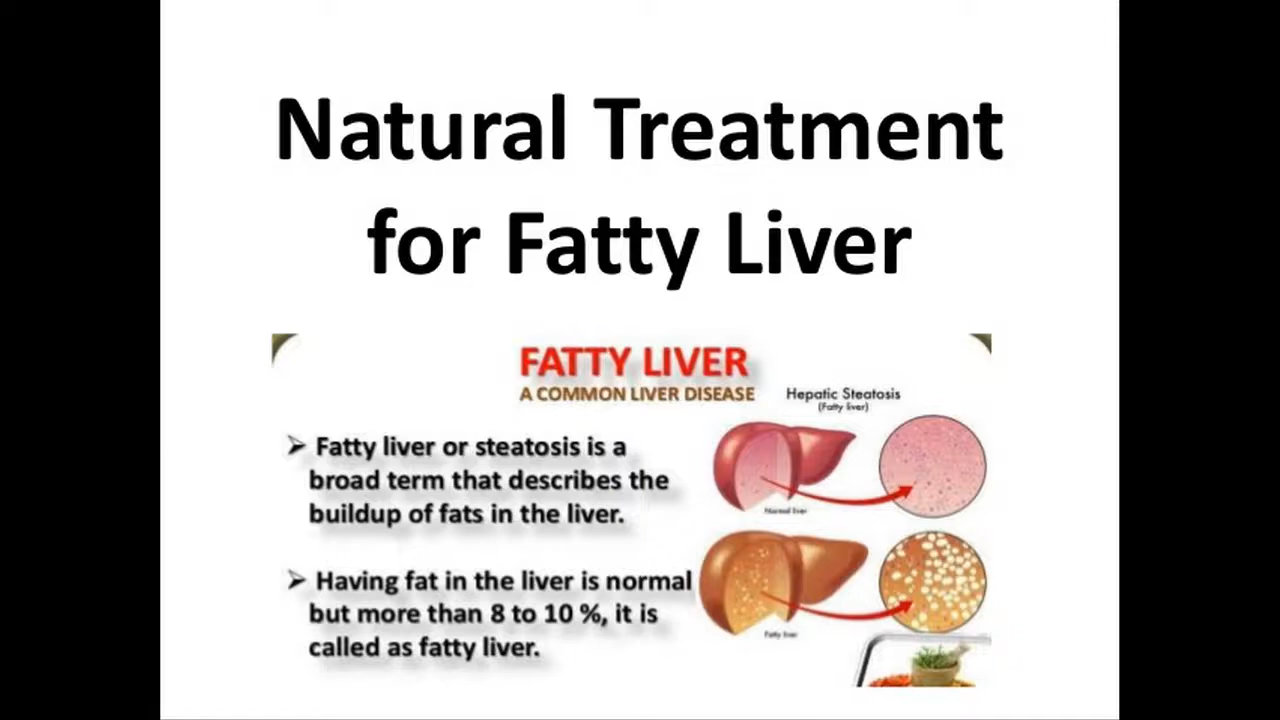 Natural Treatment
for Fatty Liver
FATTY LIVER
A COMMON LIVER DISEASE
Hepatic Steatosis
(Fatty liver)
➢ Fatty liver or steatosis is a
broad term that describes the
buildup of fats in the liver.
Normal liver
➢ Having fat in the liver is normal
but more than 8 to 10 %, it is
called as fatty liver.
Fatty liver